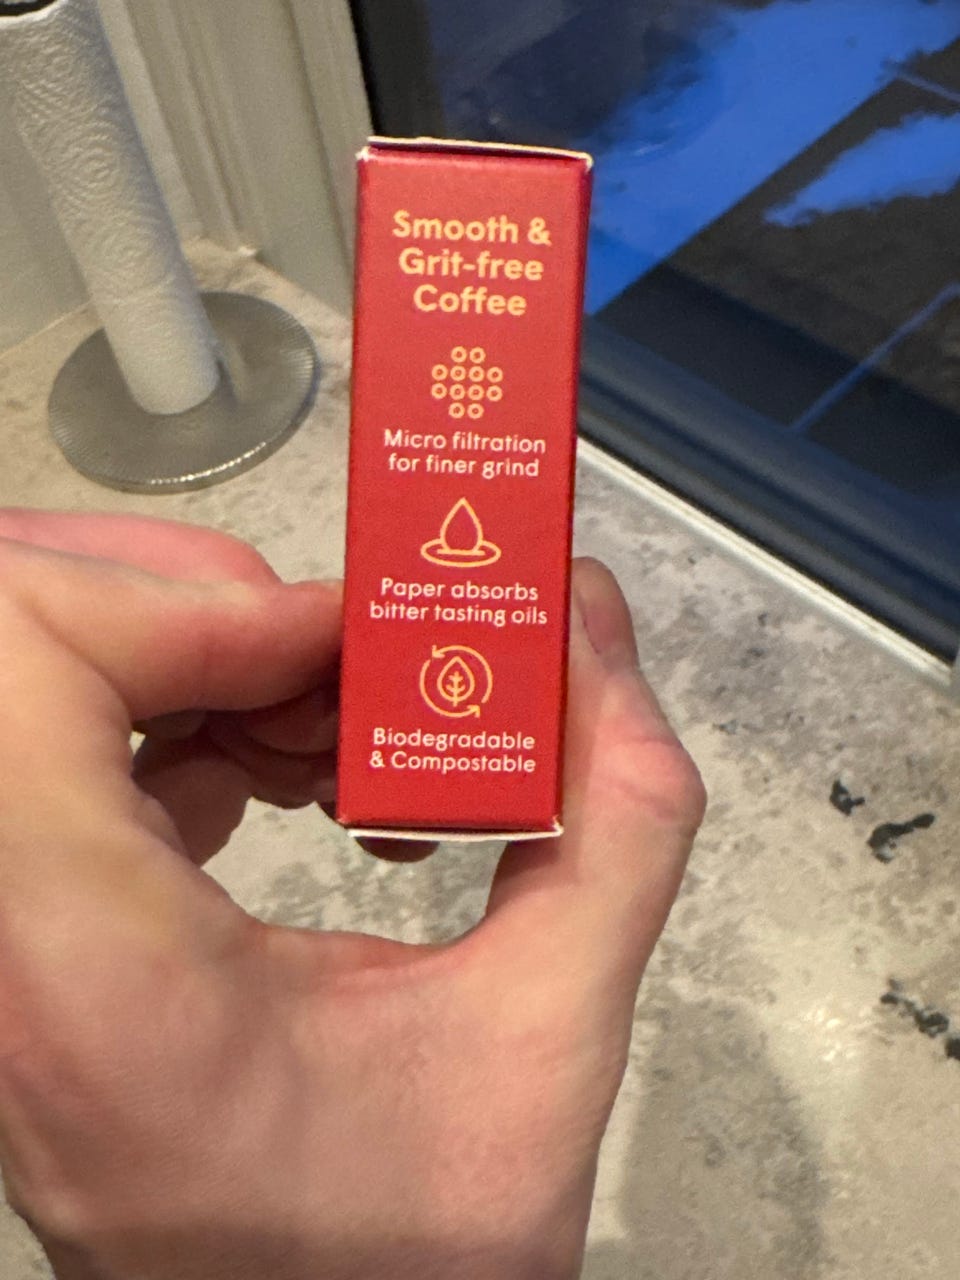 Smooth &
Grit-free
Coffee
Micro filtration
for finer grind
Paper absorbs
bitter tasting oils
Biodegradable
& Compostable